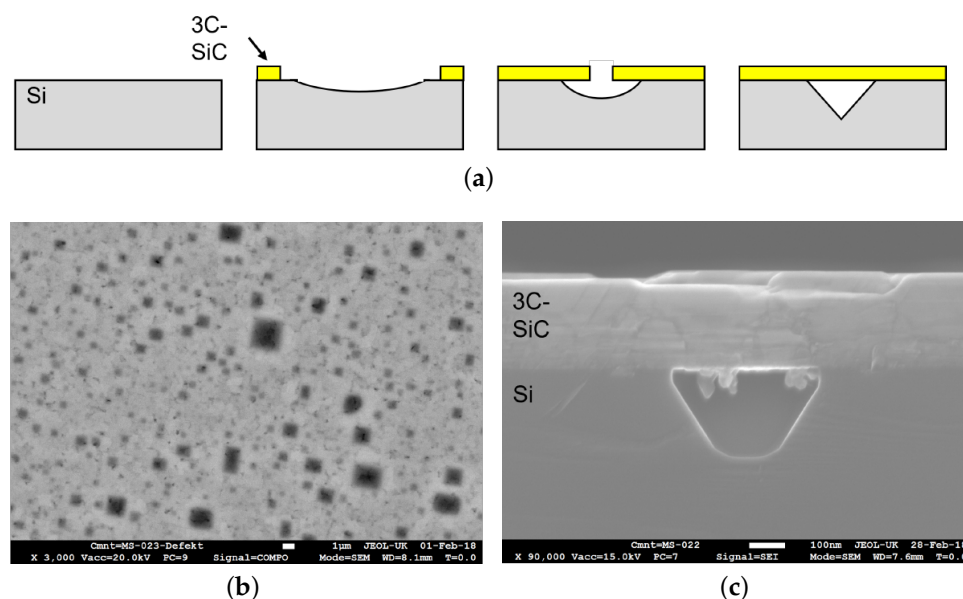 3C-
SiC
Si
(a)
3C-
SiC
Si
Cmnt=MS-023-Defekt 1µm JEOL-UK 01-Feb-18
X 3,000 Vacc=20.0kV PC=9 Signal=COMPO Mode=SEM WD=8.1mm T=0.0
Cmnt=MS-022 100nm JEOL-UK 28-Feb-18
X 90,000 Vacc=15.0kV PC=7 Signal=SEI Mode=SEM WD=7.6mm T=0.0
(b)
(c)